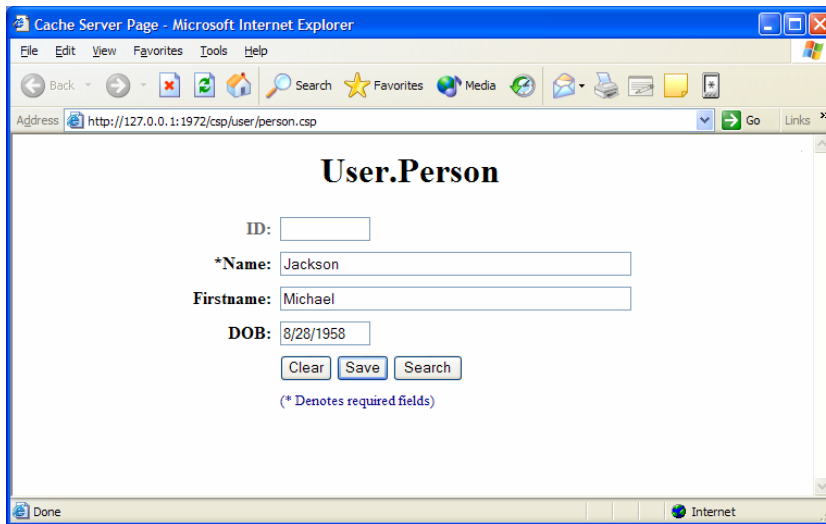 Cache Server Page - Microsoft Internet Explorer
File Edit View Favorites Tools Help
Back Search Favorites Media
Address http://127.0.0.1:1972/csp/user/person.csp Go Links »
User.Person
ID:
*Name: Jackson
Firstname: Michael
DOB: 8/28/1958
Clear Save Search
(* Denotes required fields)
Done Internet